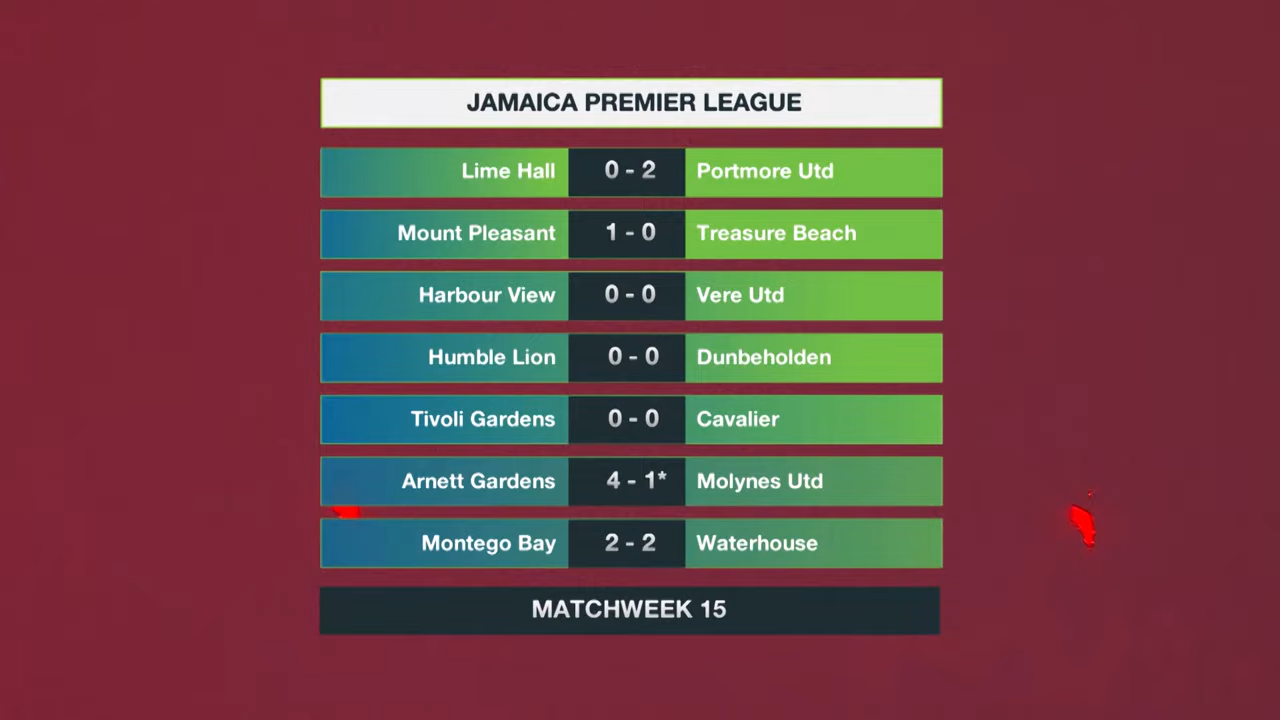 JAMAICA PREMIER LEAGUE
Lime Hall 0 - 2 Portmore Utd
Mount Pleasant 1 - 0 Treasure Beach
Harbour View 0 - 0 Vere Utd
Humble Lion 0 - 0 Dunbeholden
Tivoli Gardens 0 - 0 Cavalier
Arnett Gardens 4 - 1* Molynes Utd
Montego Bay 2 - 2 Waterhouse
MATCHWEEK 15